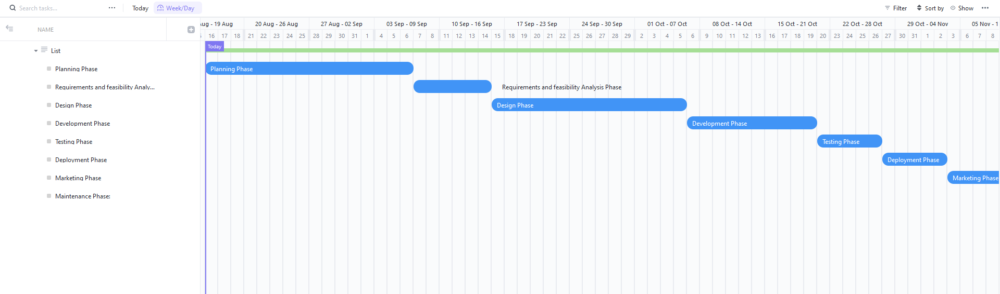 Search tasks... ··· Today Week/Day Filter Sort by Show ···
NAME
Aug - 19 Aug 20 Aug - 26 Aug 27 Aug - 02 Sep 03 Sep - 09 Sep 10 Sep - 16 Sep 17 Sep - 23 Sep 24 Sep - 30 Sep 01 Oct - 07 Oct 08 Oct - 14 Oct 15 Oct - 21 Oct 22 Oct - 28 Oct 29 Oct - 04 Nov 05 Nov - 1
16 17 18 21 22 23 24 25 28 29 30 31 1 4 5 6 7 8 11 12 13 14 15 18 19 20 21 22 25 26 27 28 29 2 3 4 5 6 9 10 11 12 13 16 17 18 19 20 23 24 25 26 27 30 31 1 2 3 6 7 8
Today
List
Planning Phase Planning Phase
Requirements and feasibility Analy... Requirements and feasibility Analysis Phase
Design Phase Design Phase
Development Phase Development Phase
Testing Phase Testing Phase
Deployment Phase Deployment Phase
Marketing Phase Marketing Phase
Maintenance Phase: